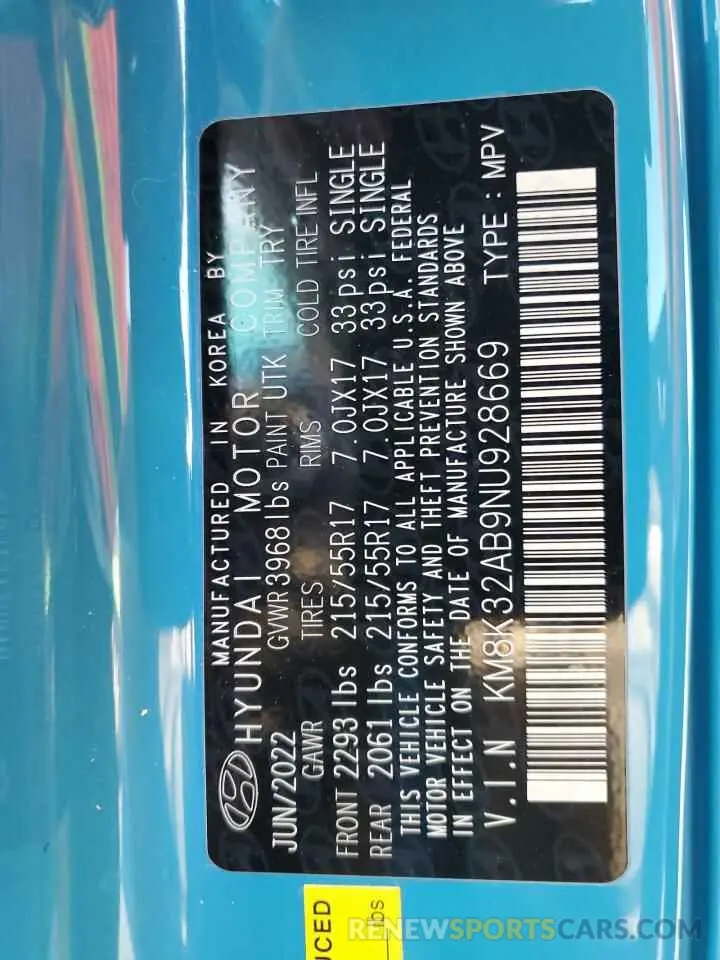 MANUFACTURED IN KOREA BY
HYUNDAI MOTOR COMPANY
JUN/2022 GVWR 3968 lbs PAINT UTK TRIM TRY
GAWR TIRES RIMS COLD TIRE INFL
FRONT 2293 lbs 215/55R17 7.0JX17 33psi SINGLE
REAR 2061 lbs 215/55R17 7.0JX17 33psi SINGLE
THIS VEHICLE CONFORMS TO ALL APPLICABLE U.S.A. FEDERAL
MOTOR VEHICLE SAFETY AND THEFT PREVENTION STANDARDS
IN EFFECT ON THE DATE OF MANUFACTURE SHOWN ABOVE
V.I.N KM8K32AB9NU928669 TYPE : MPV
UCED
lbs
RENEWSPORTSCARS.COM